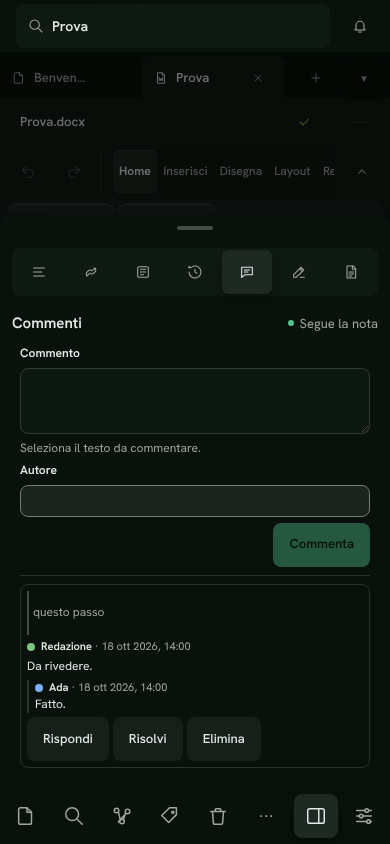 Prova
Benven...
Prova
Prova.docx
Home Inserisci Disegna Layout Re
Commenti
Segue la nota
Commento
Seleziona il testo da commentare.
Autore
Commenta
questo passo
Redazione · 18 ott 2026, 14:00
Da rivedere.
Ada · 18 ott 2026, 14:00
Fatto.
Rispondi Risolvi Elimina